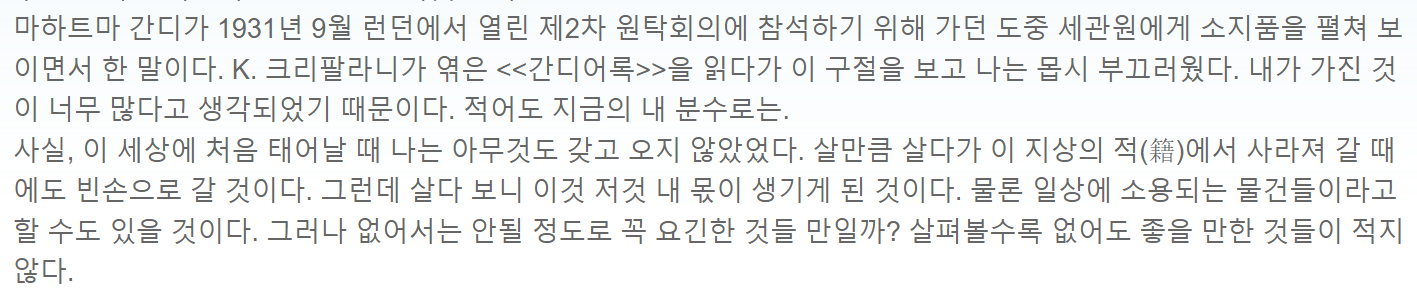 마하트마 간디가 1931년 9월 런던에서 열린 제2차 원탁회의에 참석하기 위해 가던 도중 세관원에게 소지품을 펼쳐 보
이면서 한 말이다. K. 크리팔라니가 엮은 <<간디어록>>을 읽다가 이 구절을 보고 나는 몹시 부끄러웠다. 내가 가진 것
이 너무 많다고 생각되었기 때문이다. 적어도 지금의 내 분수로는.
사실, 이 세상에 처음 태어날 때 나는 아무것도 갖고 오지 않았었다. 살만큼 살다가 이 지상의 적(籍)에서 사라져 갈 때
에도 빈손으로 갈 것이다. 그런데 살다 보니 이것 저것 내 몫이 생기게 된 것이다. 물론 일상에 소용되는 물건들이라고
할 수도 있을 것이다. 그러나 없어서는 안될 정도로 꼭 요긴한 것들 만일까? 살펴볼수록 없어도 좋을 만한 것들이 적지
않다.